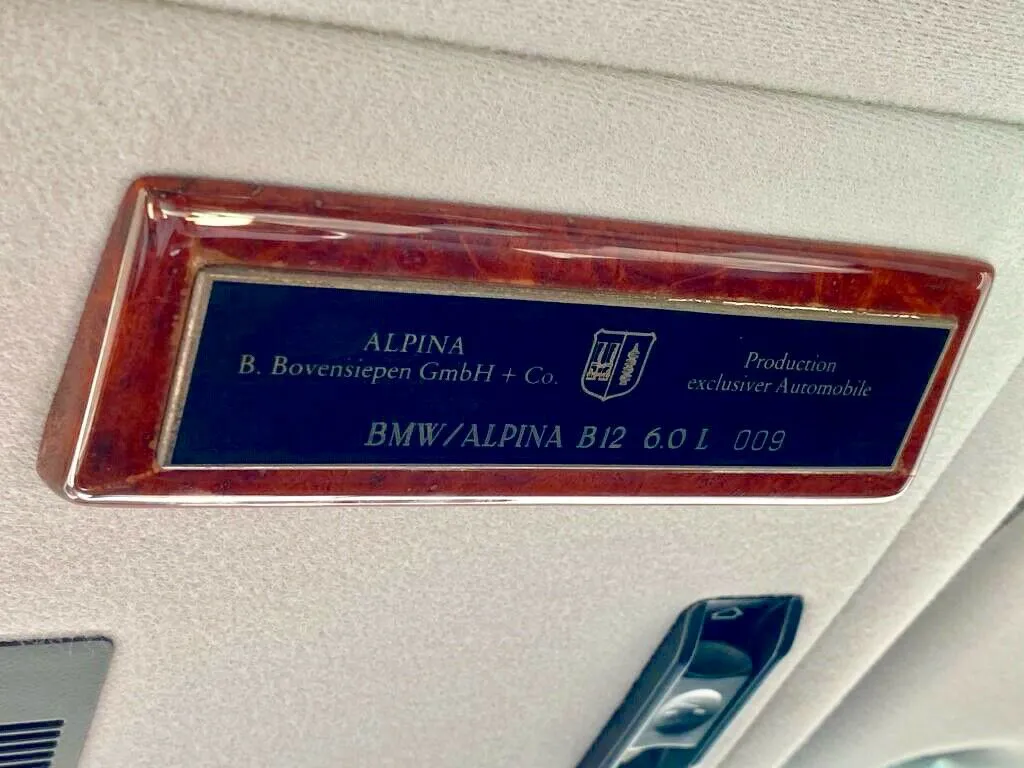 ALPINA
B. Bovensiepen GmbH + Co.
Production
exclusiver Automobile
BMW/ALPINA B12 6.0 L 009